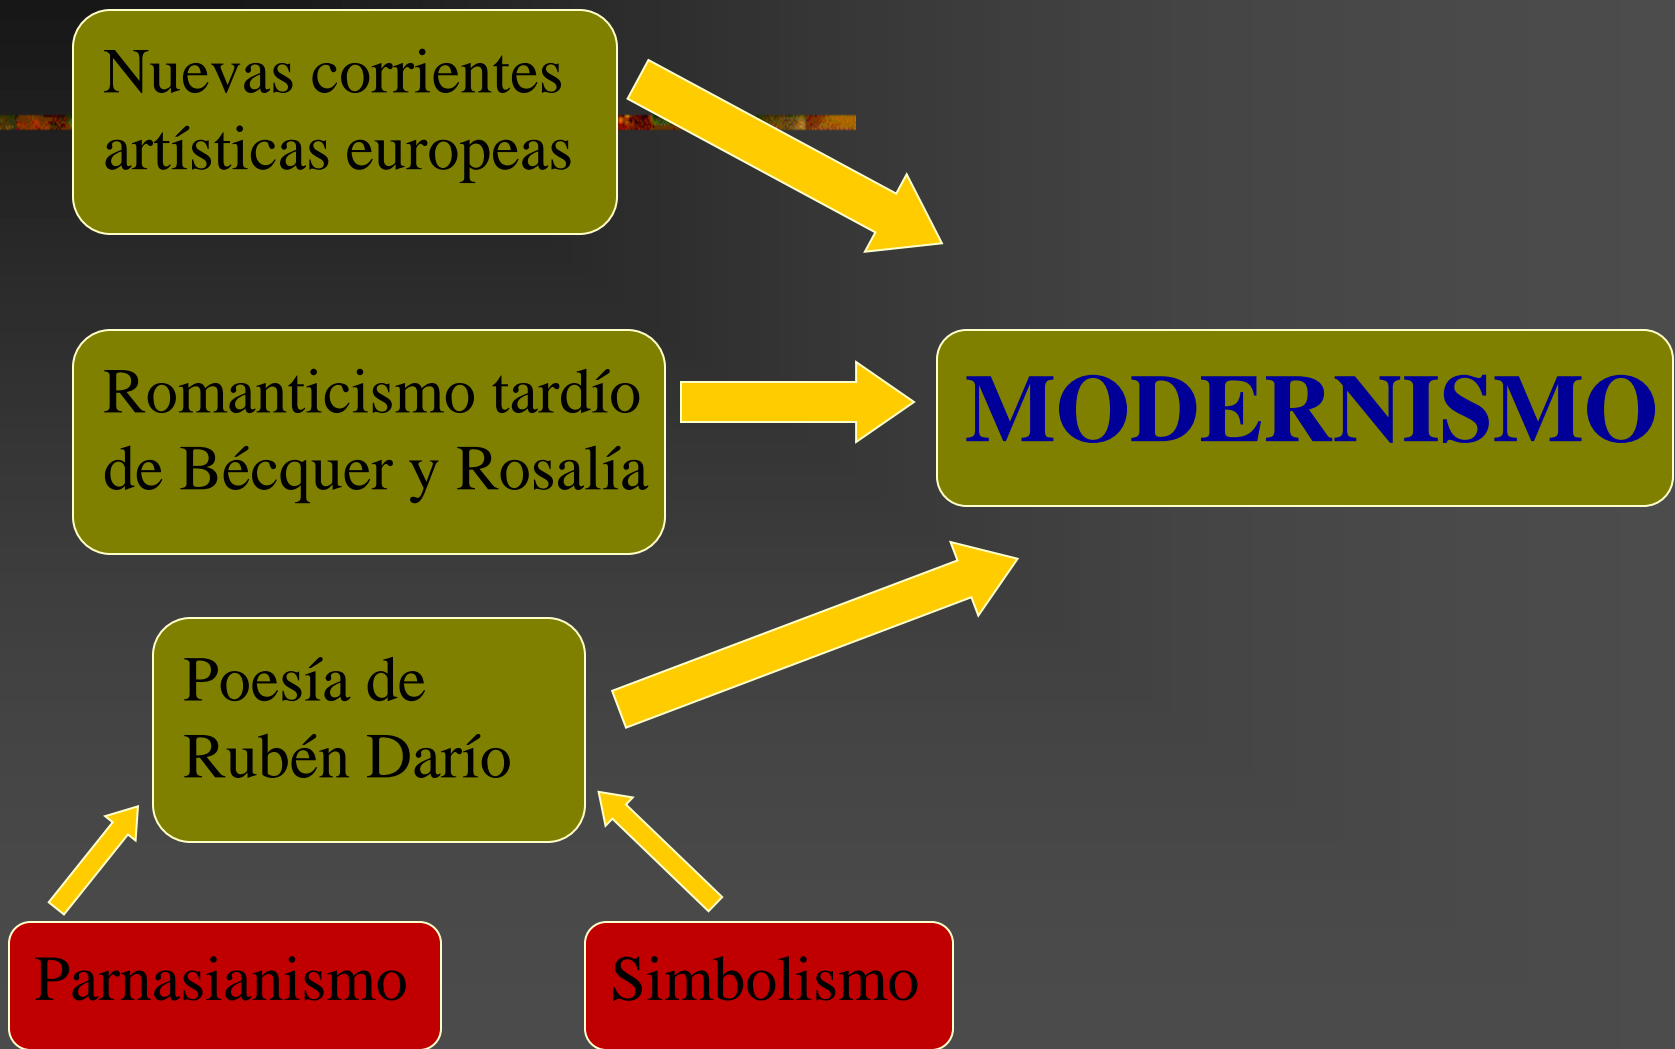 Nuevas corrientes
artísticas europeas
Romanticismo tardío
de Bécquer y Rosalía
MODERNISMO
Poesía de
Rubén Darío
Parnasianismo
Simbolismo